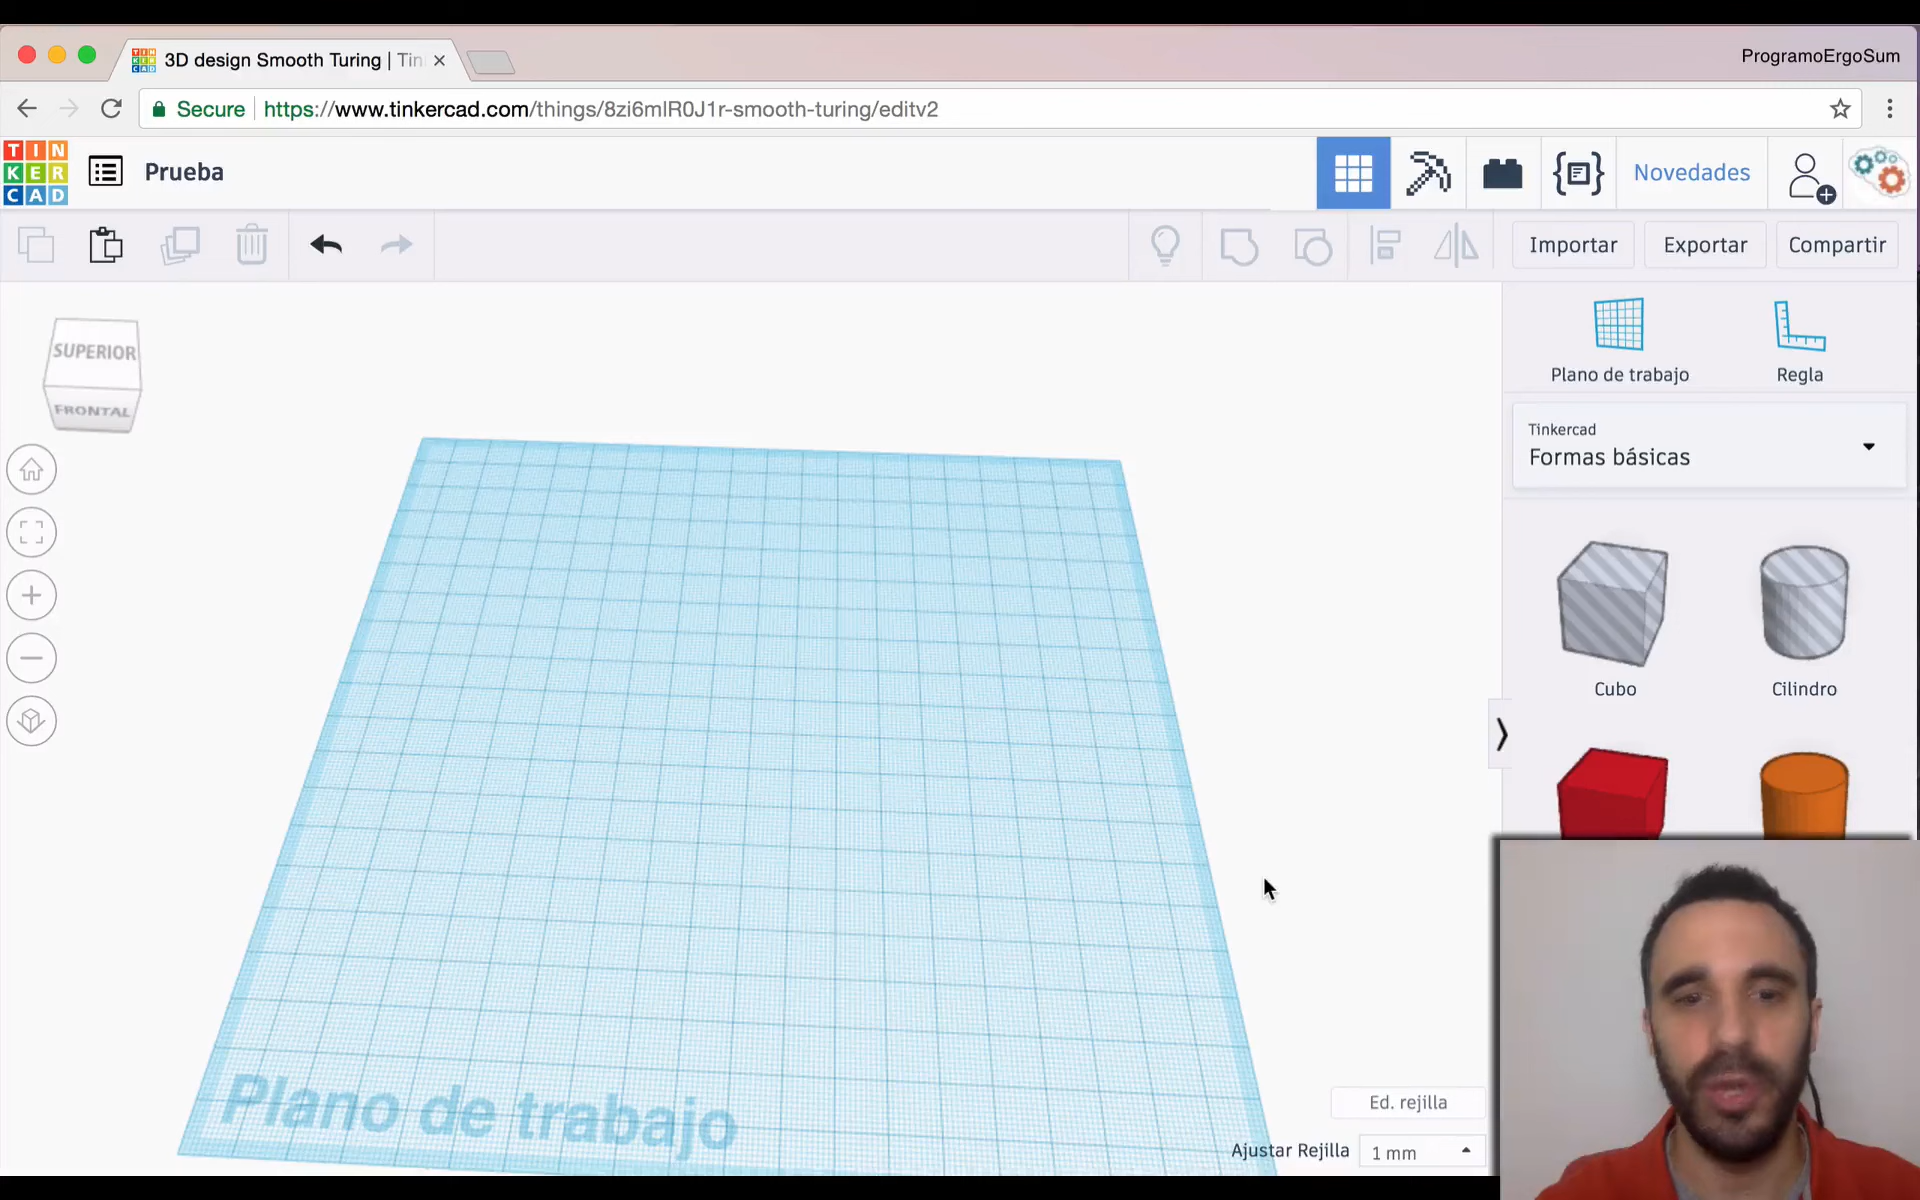 3D design Smooth Turing | Tin
ProgramoErgoSum
Secure https://www.tinkercad.com/things/8zi6mlR0J1r-smooth-turing/editv2
TIN
KER
CAD
Prueba
Novedades
Importar
Exportar
Compartir
SUPERIOR
FRONTAL
Plano de trabajo
Regla
Tinkercad
Formas básicas
Cubo
Cilindro
Plano de trabajo
Ed. rejilla
Ajustar Rejilla
1 mm